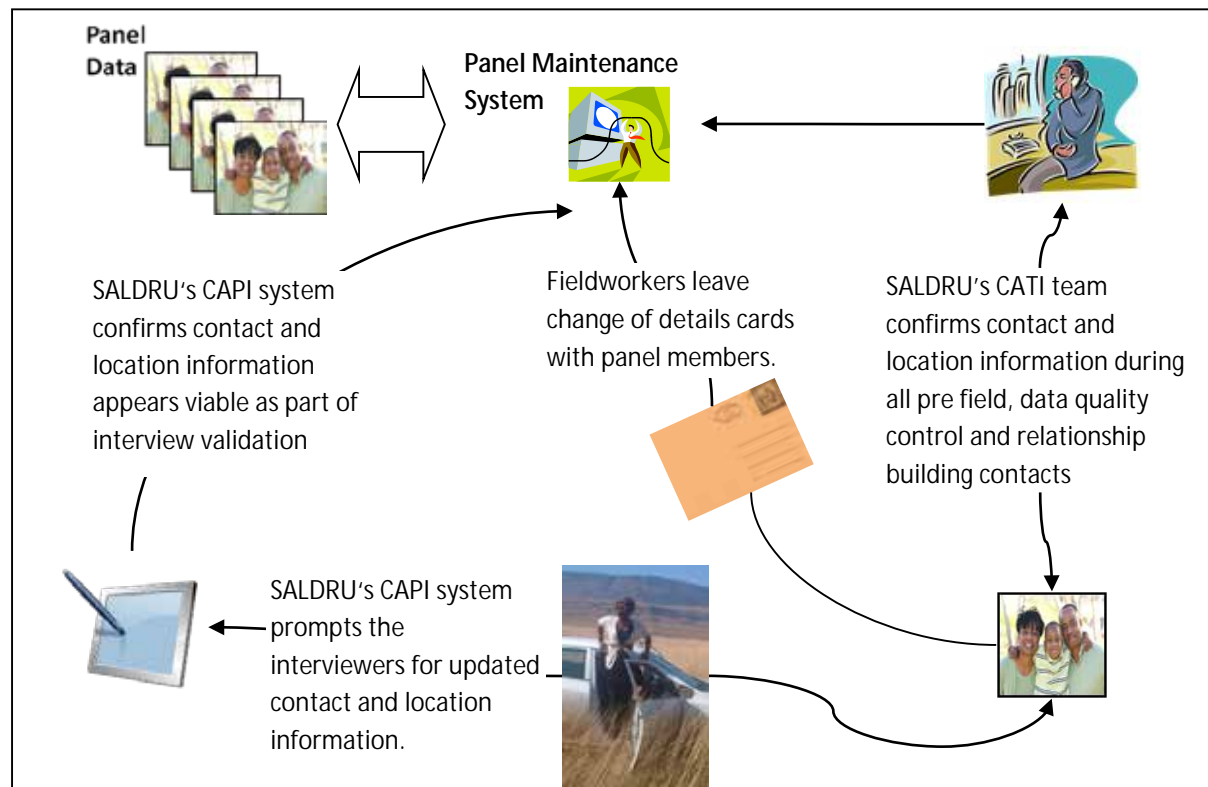 Panel
Data
Panel Maintenance
System
SALDRU‘s CAPI system
confirms contact and
location information
appears viable as part of
interview validation
Fieldworkers leave
change of details cards
with panel members.
SALDRU’s CATI team
confirms contact and
location information during
all pre field, data quality
control and relationship
building contacts
SALDRU‘s CAPI system
prompts the
interviewers for updated
contact and location
information.